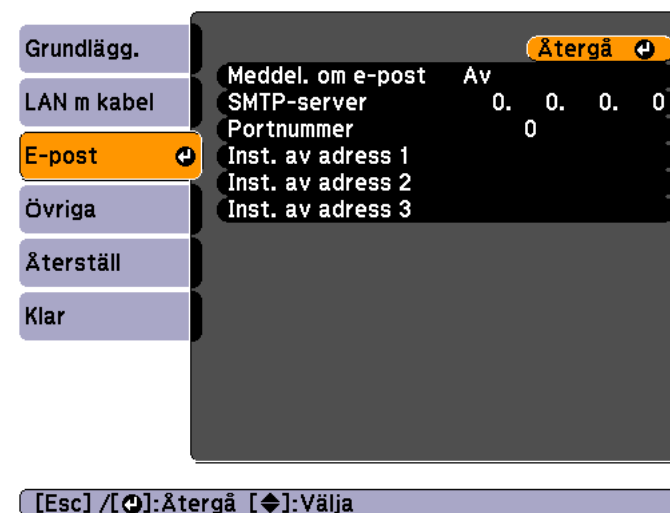 Grundlägg.
LAN m kabel
E-post
Övriga
Återställ
Klar
Återgå
Meddel. om e-post Av
SMTP-server 0. 0. 0. 0
Portnummer 0
Inst. av adress 1
Inst. av adress 2
Inst. av adress 3
[Esc] /[⏎]:Återgå [◆]:Välja